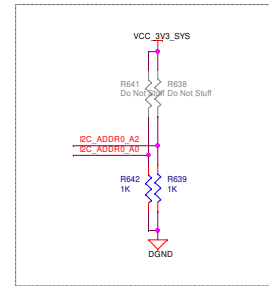 VCC_3V3_SYS
R641 R638
Do Not Stuff Do Not Stuff
I2C_ADDR0_A2
I2C_ADDR0_A0
R642 R639
1K 1K
DGND